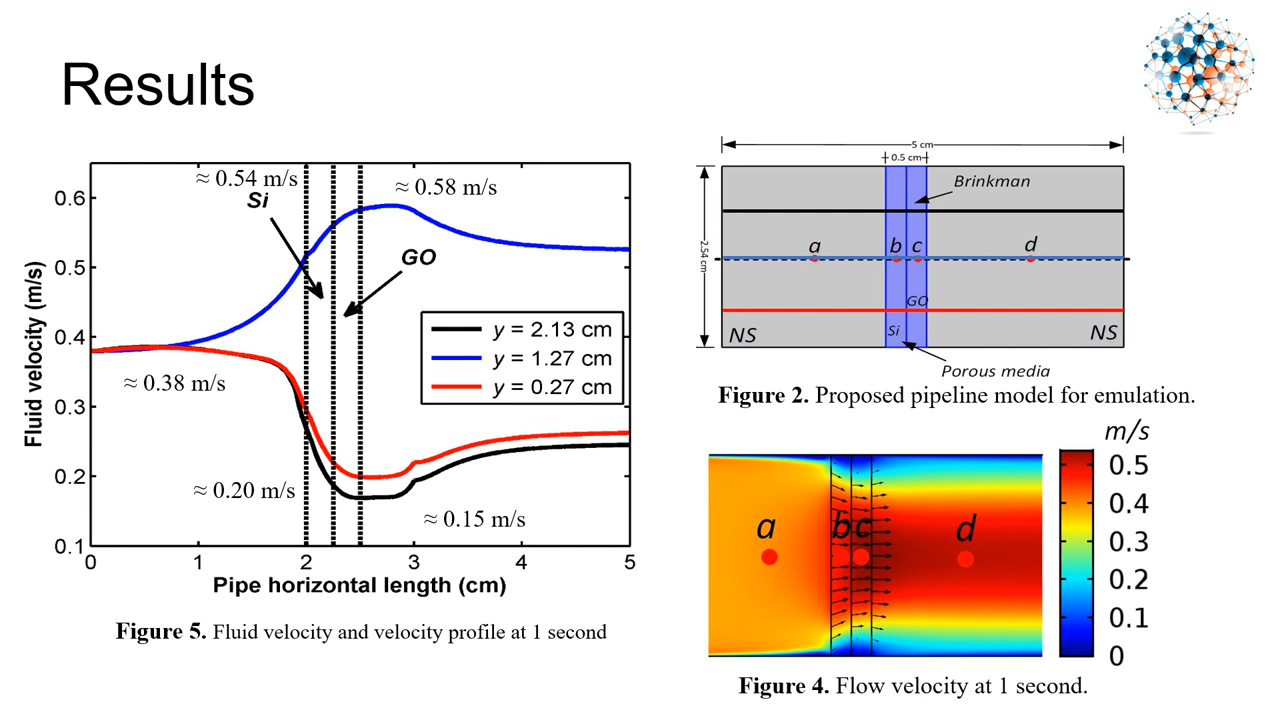 Results
≈ 0.54 m/s
Si
≈ 0.58 m/s
GO
y = 2.13 cm
y = 1.27 cm
y = 0.27 cm
≈ 0.38 m/s
≈ 0.20 m/s
≈ 0.15 m/s
0.6
0.5
0.4
0.3
0.2
0.1
Fluid velocity (m/s)
0 1 2 3 4 5
Pipe horizontal length (cm)
Figure 5. Fluid velocity and velocity profile at 1 second
5 cm
0.5 cm
2.54 cm
Brinkman
a b c d
GO
Si
NS NS
Porous media
Figure 2. Proposed pipeline model for emulation.
m/s
a b c d
0.5
0.4
0.3
0.2
0.1
0
Figure 4. Flow velocity at 1 second.